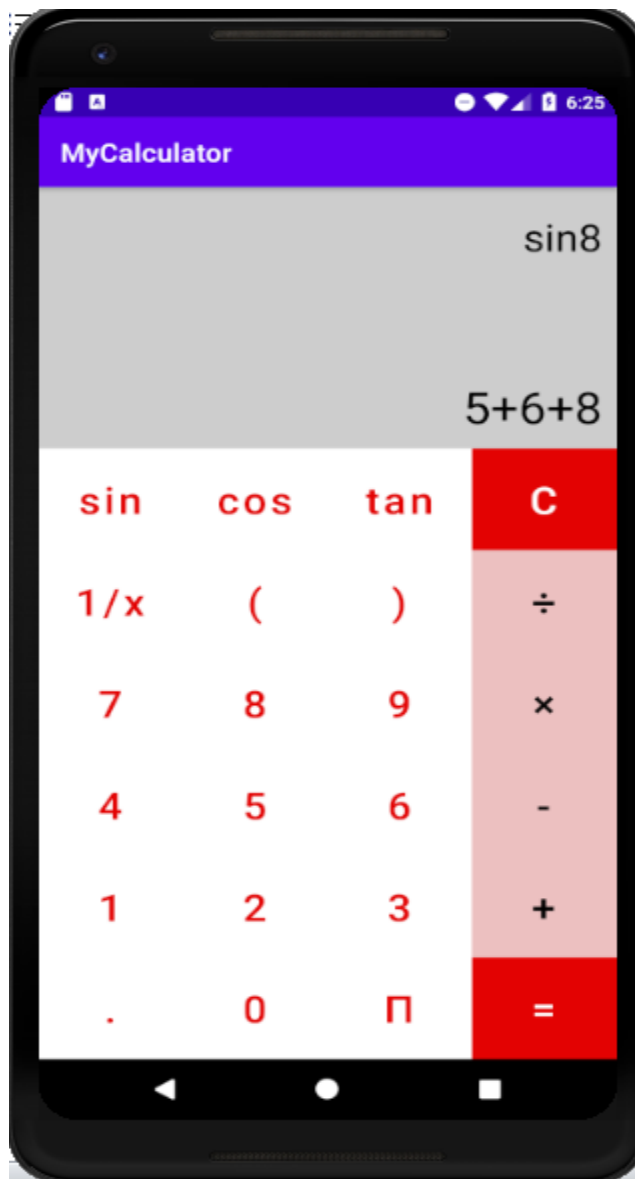 6:25
MyCalculator
sin8
5+6+8
sin cos tan C
1/x ( ) ÷
7 8 9 ×
4 5 6 -
1 2 3 +
. 0 П =